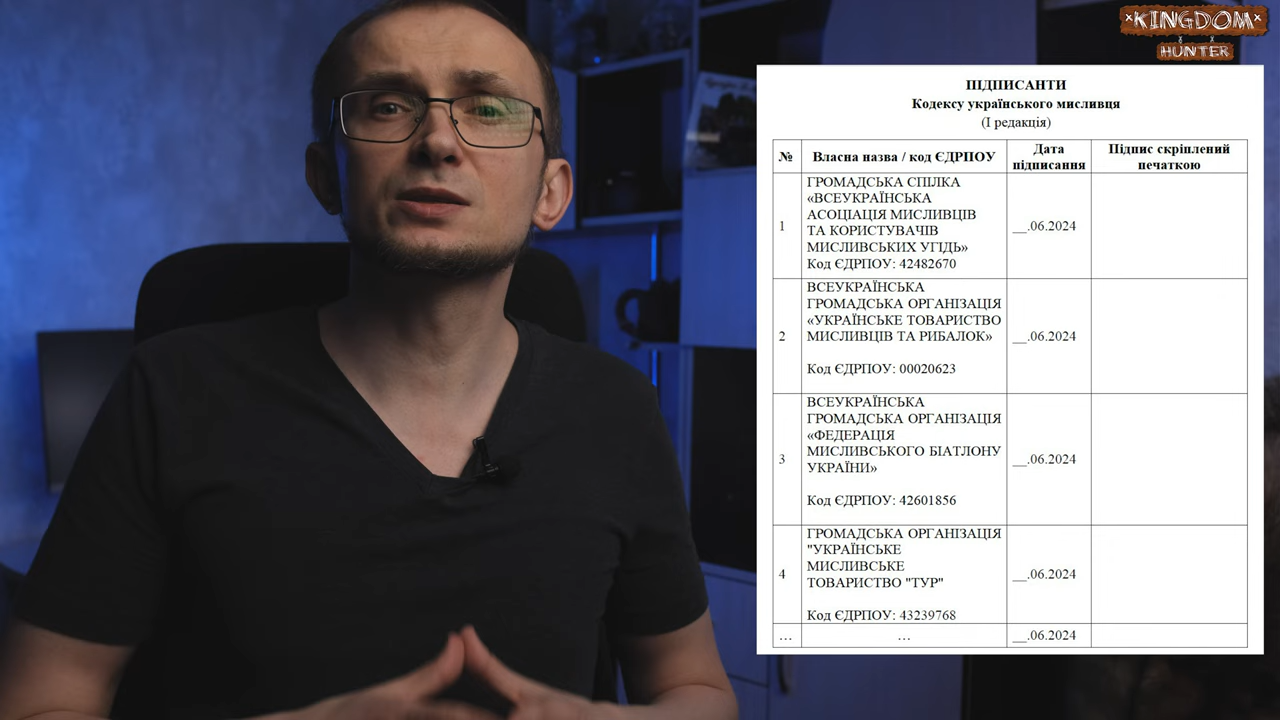 *KINGDOM*
HUNTER
ПІДПИСАНТИ
Кодексу українського мисливця
(І редакція)
№ Власна назва / код ЄДРПОУ Дата підписання Підпис скріплений печаткою
1
ГРОМАДСЬКА СПІЛКА
«ВСЕУКРАЇНСЬКА
АСОЦІАЦІЯ МИСЛИВЦІВ
ТА КОРИСТУВАЧІВ
МИСЛИВСЬКИХ УГІДЬ»
Код ЄДРПОУ: 42482670
__.06.2024
2
ВСЕУКРАЇНСЬКА
ГРОМАДСЬКА ОРГАНІЗАЦІЯ
«УКРАЇНСЬКЕ ТОВАРИСТВО
МИСЛИВЦІВ ТА РИБАЛОК»
Код ЄДРПОУ: 00020623
__.06.2024
3
ВСЕУКРАЇНСЬКА
ГРОМАДСЬКА ОРГАНІЗАЦІЯ
«ФЕДЕРАЦІЯ
МИСЛИВСЬКОГО БІАТЛОНУ
УКРАЇНИ»
Код ЄДРПОУ: 42601856
__.06.2024
4
ГРОМАДСЬКА ОРГАНІЗАЦІЯ
"УКРАЇНСЬКЕ
МИСЛИВСЬКЕ
ТОВАРИСТВО "ТУР"
Код ЄДРПОУ: 43239768
__.06.2024
… … __.06.2024